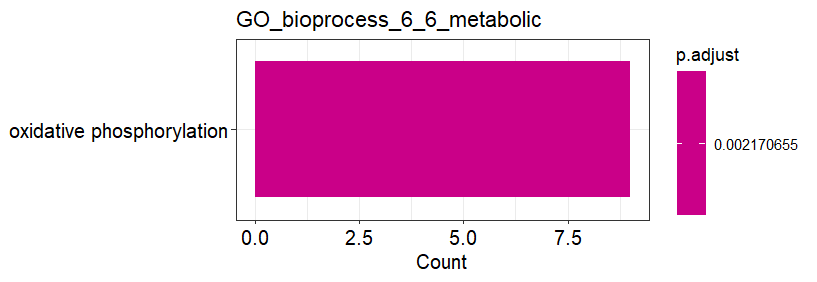 GO_bioprocess_6_6_metabolic
oxidative phosphorylation
0.0 2.5 5.0 7.5
Count
p.adjust
0.002170655